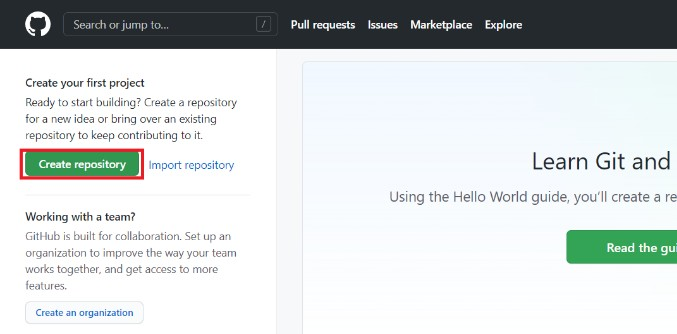 Search or jump to... /
Pull requests Issues Marketplace Explore
Create your first project
Ready to start building? Create a repository
for a new idea or bring over an existing
repository to keep contributing to it.
Create repository Import repository
Working with a team?
GitHub is built for collaboration. Set up an
organization to improve the way your team
works together, and get access to more
features.
Create an organization
Learn Git and
Using the Hello World guide, you'll create a re
Read the gui